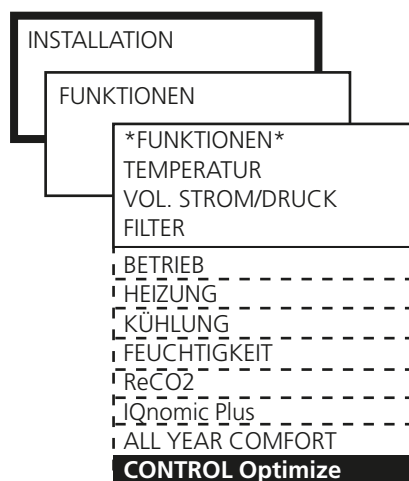 INSTALLATION
FUNKTIONEN
*FUNKTIONEN*
TEMPERATUR
VOL. STROM/DRUCK
FILTER
BETRIEB
HEIZUNG
KÜHLUNG
FEUCHTIGKEIT
ReCO2
IQnomic Plus
ALL YEAR COMFORT
CONTROL Optimize